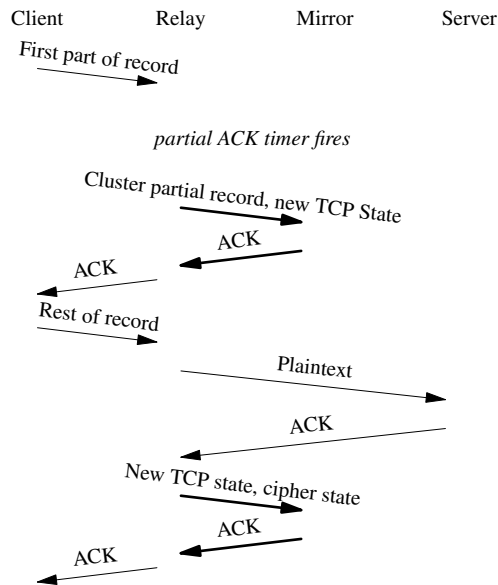 Client Relay Mirror Server
First part of record
partial ACK timer fires
Cluster partial record, new TCP State
ACK
ACK
Rest of record
Plaintext
ACK
New TCP state, cipher state
ACK
ACK